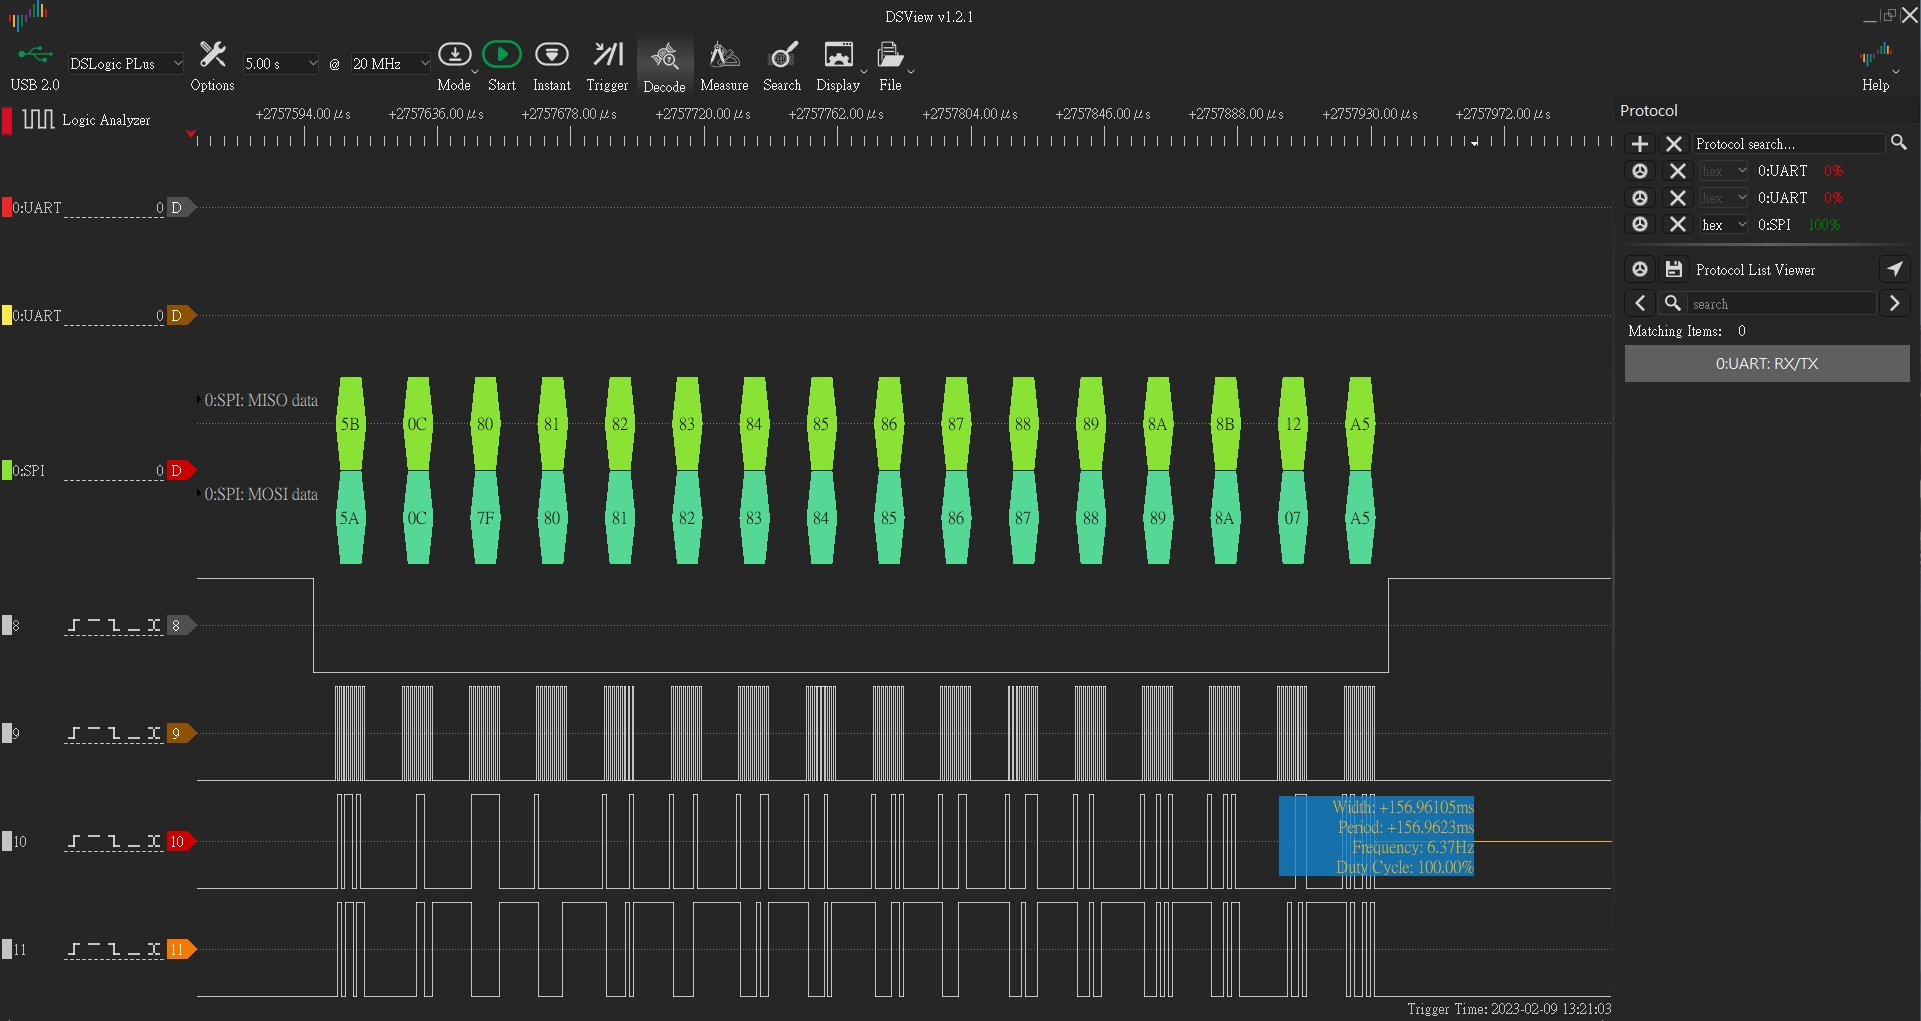 DSView v1.2.1
USB 2.0
DSLogic PLus
Options
5.00 s
@
20 MHz
Mode
Start
Instant
Trigger
Decode
Measure
Search
Display
File
Help
Logic Analyzer
+2757594.00 μs
+2757636.00 μs
+2757678.00 μs
+2757720.00 μs
+2757762.00 μs
+2757804.00 μs
+2757846.00 μs
+2757888.00 μs
+2757930.00 μs
+2757972.00 μs
0:UART 0 D
0:UART 0 D
0:SPI: MISO data
5B 0C 80 81 82 83 84 85 86 87 88 89 8A 8B 12 A5
0:SPI 0 D
0:SPI: MOSI data
5A 0C 7F 80 81 82 83 84 85 86 87 88 89 8A 07 A5
8 8
9 9
10 10
Width: +156.96105ms
Period: +156.9623ms
Frequency: 6.37Hz
Duty Cycle: 100.00%
11 11
Trigger Time: 2023-02-09 13:21:03
Protocol
Protocol search...
hex 0:UART 0%
hex 0:UART 0%
hex 0:SPI 100%
Protocol List Viewer
search
Matching Items: 0
0:UART: RX/TX